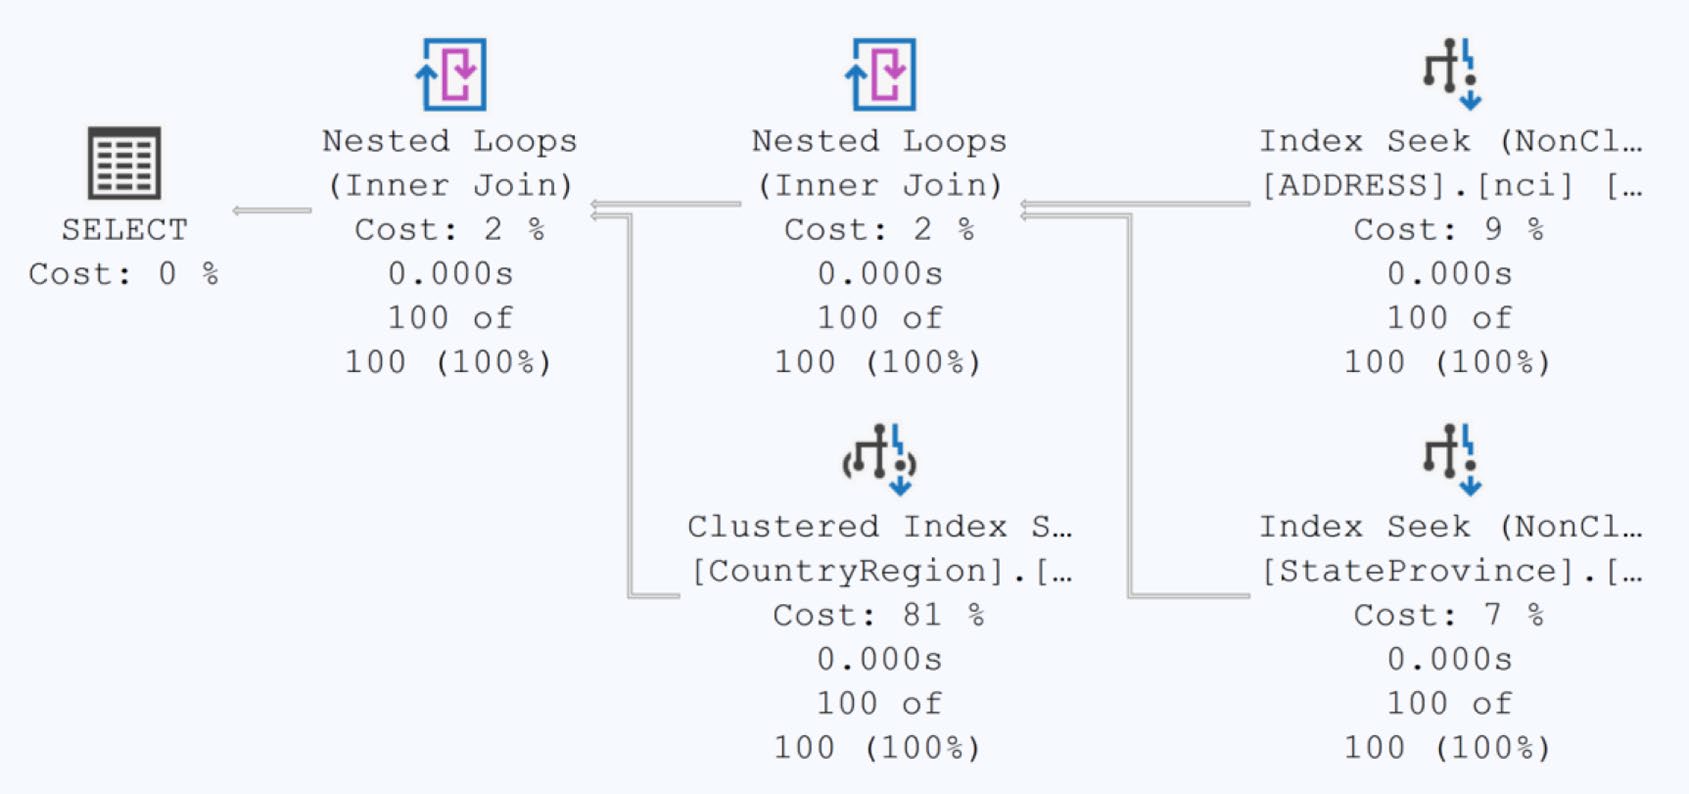 SELECT
Cost: 0 %
Nested Loops
(Inner Join)
Cost: 2 %
0.000s
100 of
100 (100%)
Nested Loops
(Inner Join)
Cost: 2 %
0.000s
100 of
100 (100%)
Index Seek (NonCl…
[ADDRESS].[nci] […
Cost: 9 %
0.000s
100 of
100 (100%)
Clustered Index S…
[CountryRegion].[…
Cost: 81 %
0.000s
100 of
100 (100%)
Index Seek (NonCl…
[StateProvince].[…
Cost: 7 %
0.000s
100 of
100 (100%)